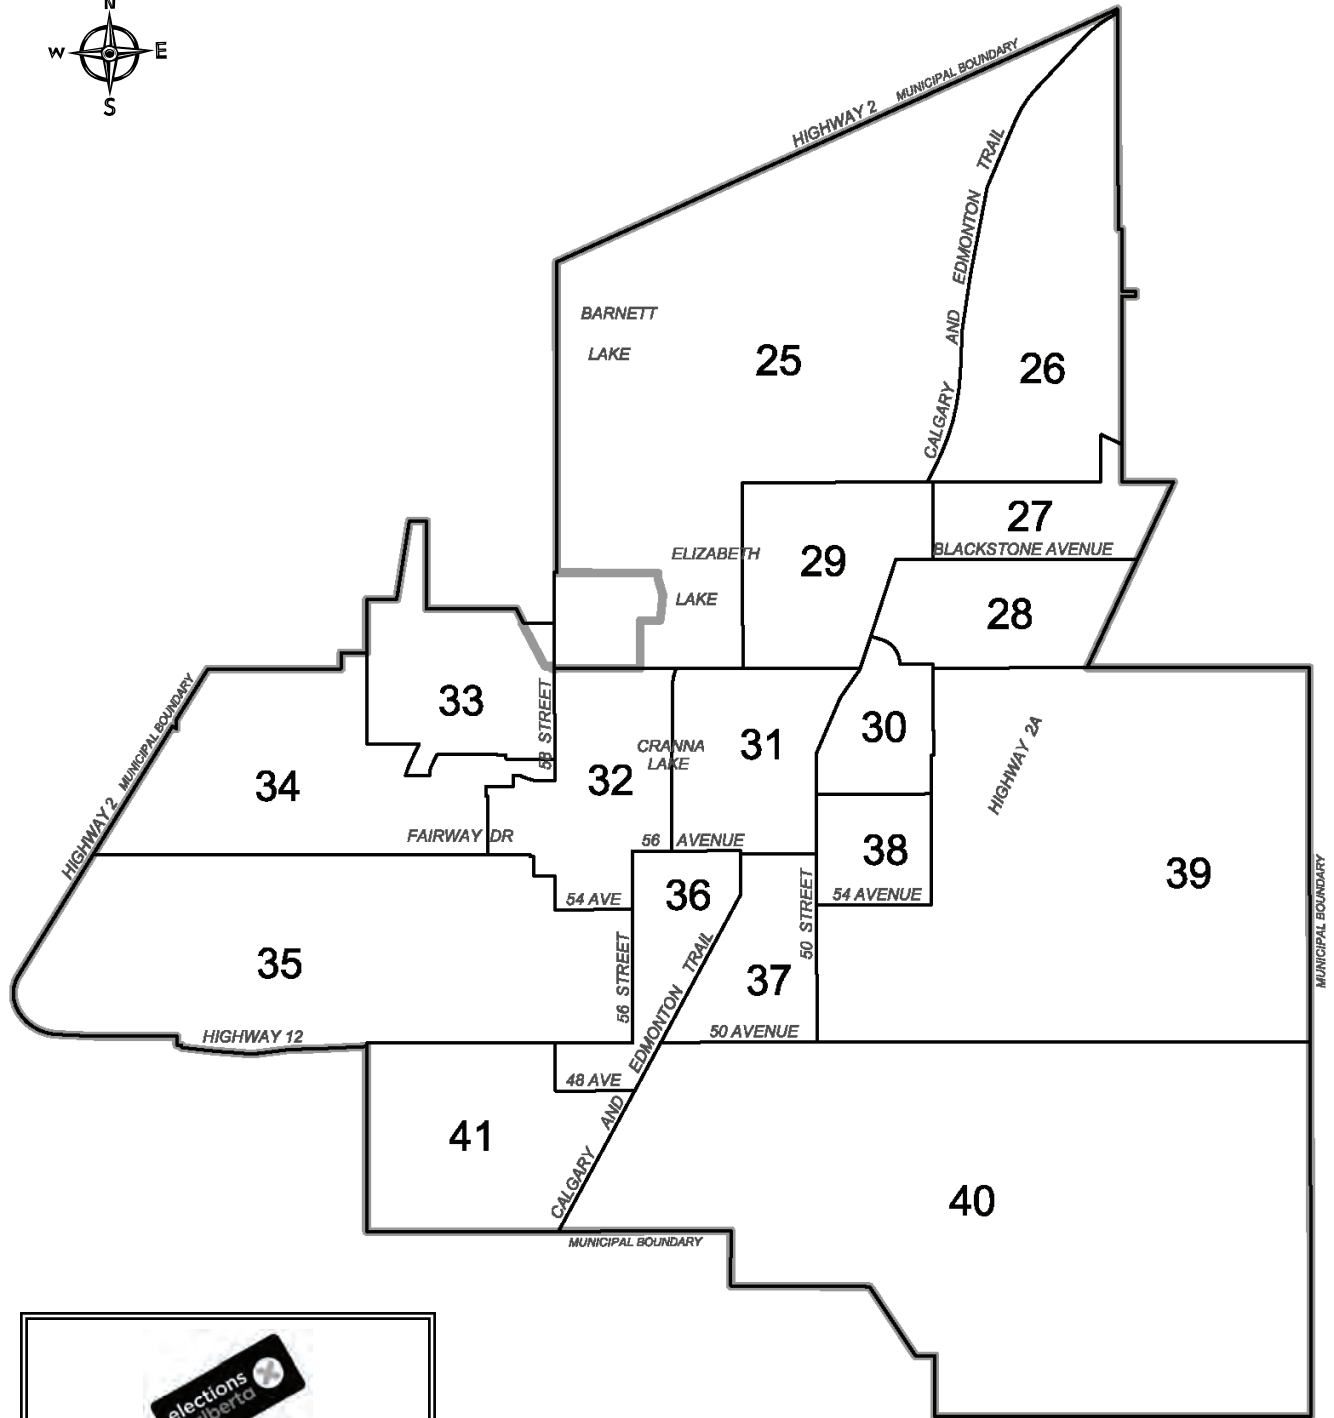 N
W E
S
HIGHWAY 2 MUNICIPAL BOUNDARY
CALGARY AND EDMONTON TRAIL
BARNETT
LAKE
25
26
27
BLACKSTONE AVENUE
ELIZABETH
LAKE
29
28
33
58 STREET
HIGHWAY 2 MUNICIPAL BOUNDARY
34
32
CRANNA
LAKE
31
30
HIGHWAY 2A
FAIRWAY DR
56 AVENUE
38
39
36
54 AVE
54 AVENUE
50 STREET
MUNICIPAL BOUNDARY
35
56 STREET
37
HIGHWAY 12
50 AVENUE
48 AVE
CALGARY AND EDMONTON TRAIL
41
40
MUNICIPAL BOUNDARY
elections
alberta